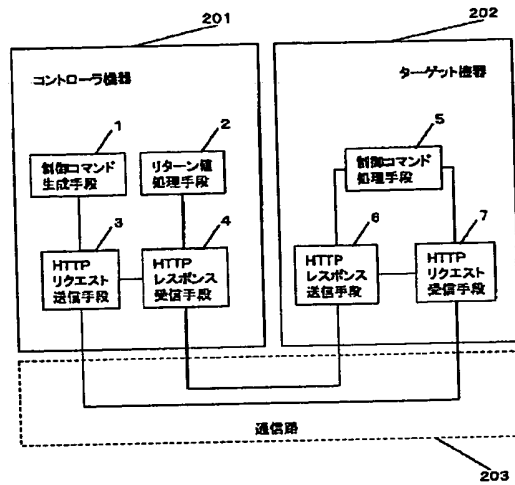 201
202
コントローラ機器
ターゲット機器
1
2
5
制御コマンド
生成手段
リターン値
処理手段
制御コマンド
処理手段
3
4
6
7
HTTP
リクエスト
送信手段
HTTP
レスポンス
受信手段
HTTP
レスポンス
送信手段
HTTP
リクエスト
受信手段
通信路
203